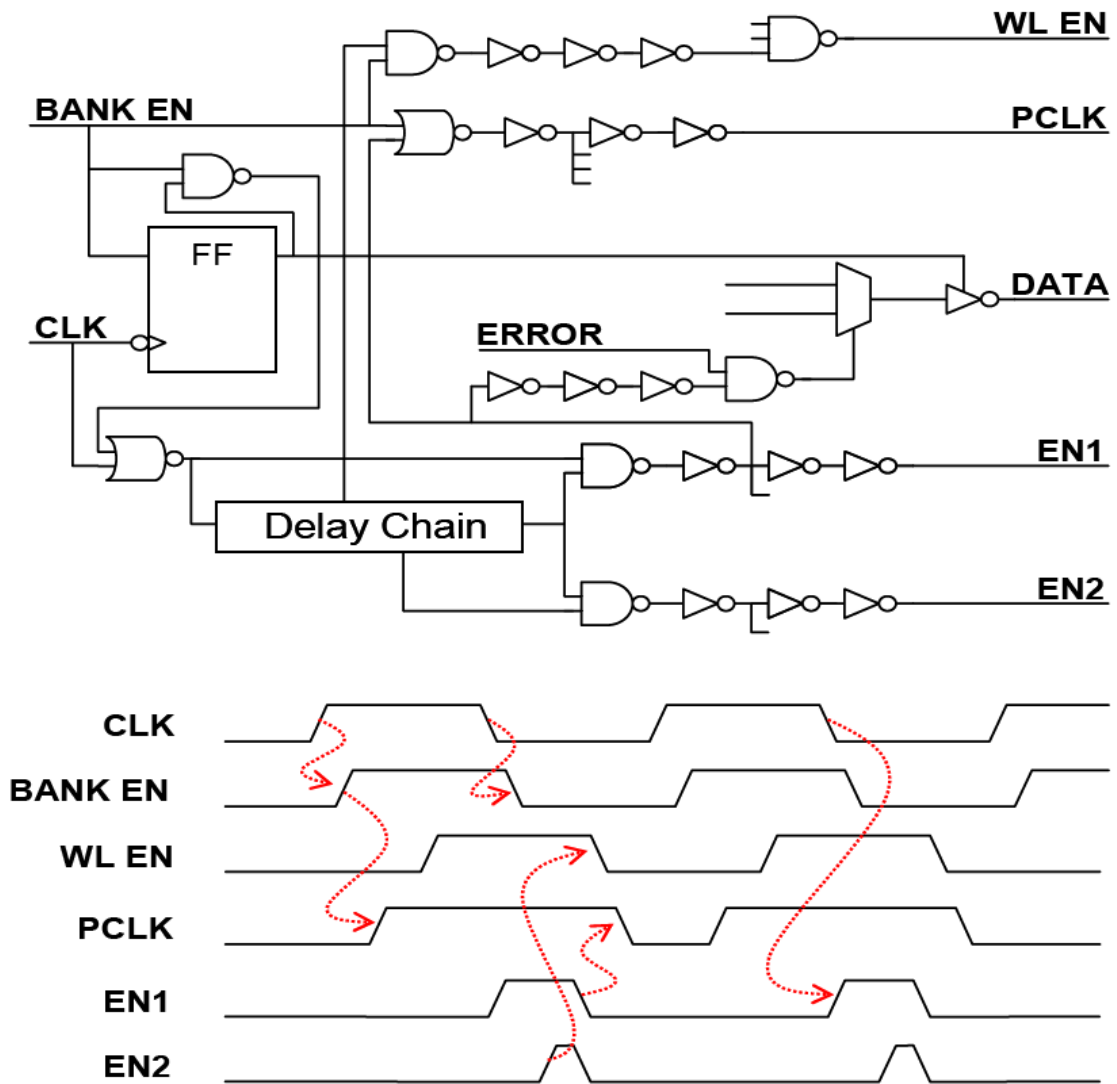 WL EN
BANK EN
PCLK
FF
DATA
CLK
ERROR
EN1
Delay Chain
EN2
CLK
BANK EN
WL EN
PCLK
EN1
EN2